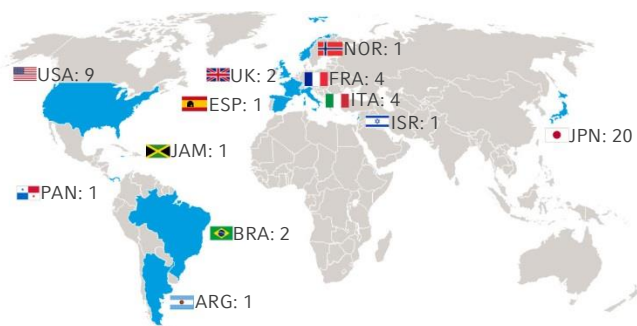 NOR: 1
USA: 9
UK: 2
FRA: 4
ESP: 1
ITA: 4
ISR: 1
JPN: 20
JAM: 1
PAN: 1
BRA: 2
ARG: 1